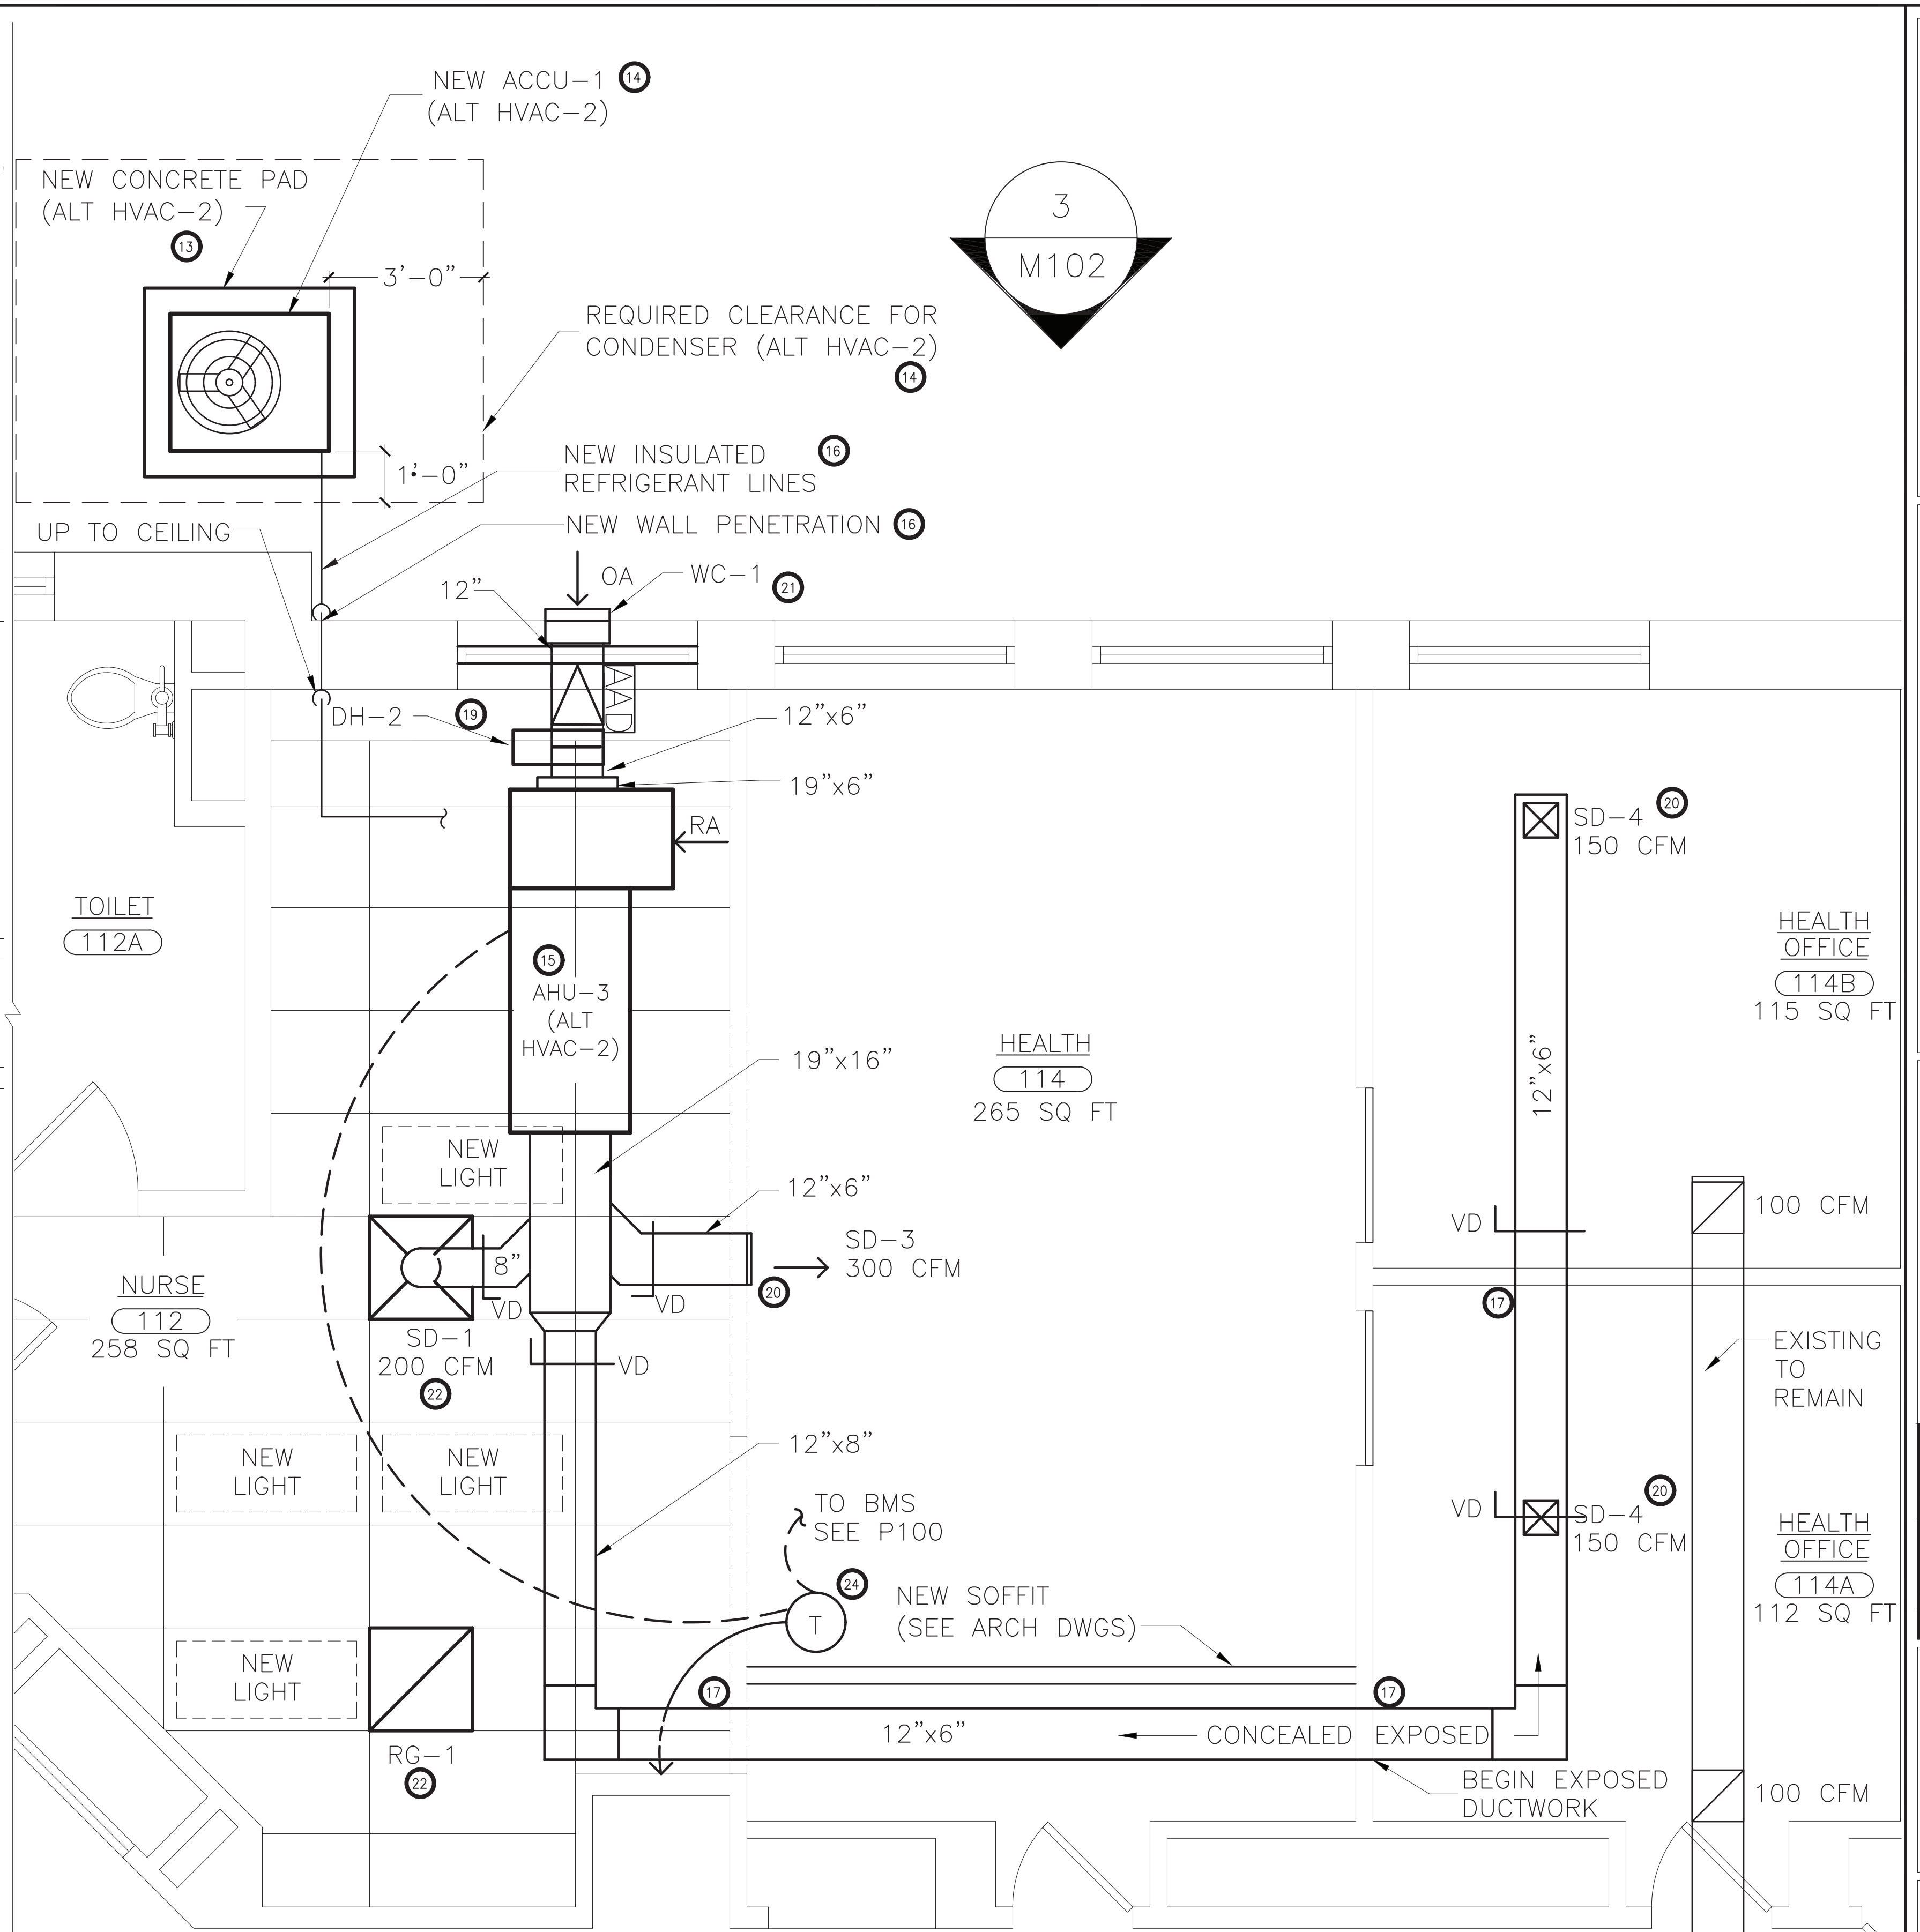 NEW ACCU-1 14
(ALT HVAC-2)
NEW CONCRETE PAD
(ALT HVAC-2)
13
3'-0"
3
M102
REQUIRED CLEARANCE FOR
CONDENSER (ALT HVAC-2)
14
1'-0"
NEW INSULATED 16
REFRIGERANT LINES
UP TO CEILING
NEW WALL PENETRATION 16
12"
OA
WC-1 21
AAD
DH-2 19
12"x6"
19"x6"
RA
SD-4 20
150 CFM
TOILET
112A
HEALTH
OFFICE
114B
115 SQ FT
15
AHU-3
(ALT
HVAC-2)
19"x16"
HEALTH
114
265 SQ FT
12"x6"
NEW
LIGHT
12"x6"
VD
100 CFM
8"
VD
VD
SD-3
300 CFM
20
NURSE
112
258 SQ FT
SD-1
200 CFM
22
VD
17
EXISTING
TO
REMAIN
12"x8"
NEW
LIGHT
NEW
LIGHT
TO BMS
SEE P100
VD
SD-4 20
150 CFM
HEALTH
OFFICE
114A
112 SQ FT
24
T
NEW SOFFIT
(SEE ARCH DWGS)
NEW
LIGHT
17
17
12"x6"
CONCEALED
EXPOSED
RG-1
22
BEGIN EXPOSED
DUCTWORK
100 CFM